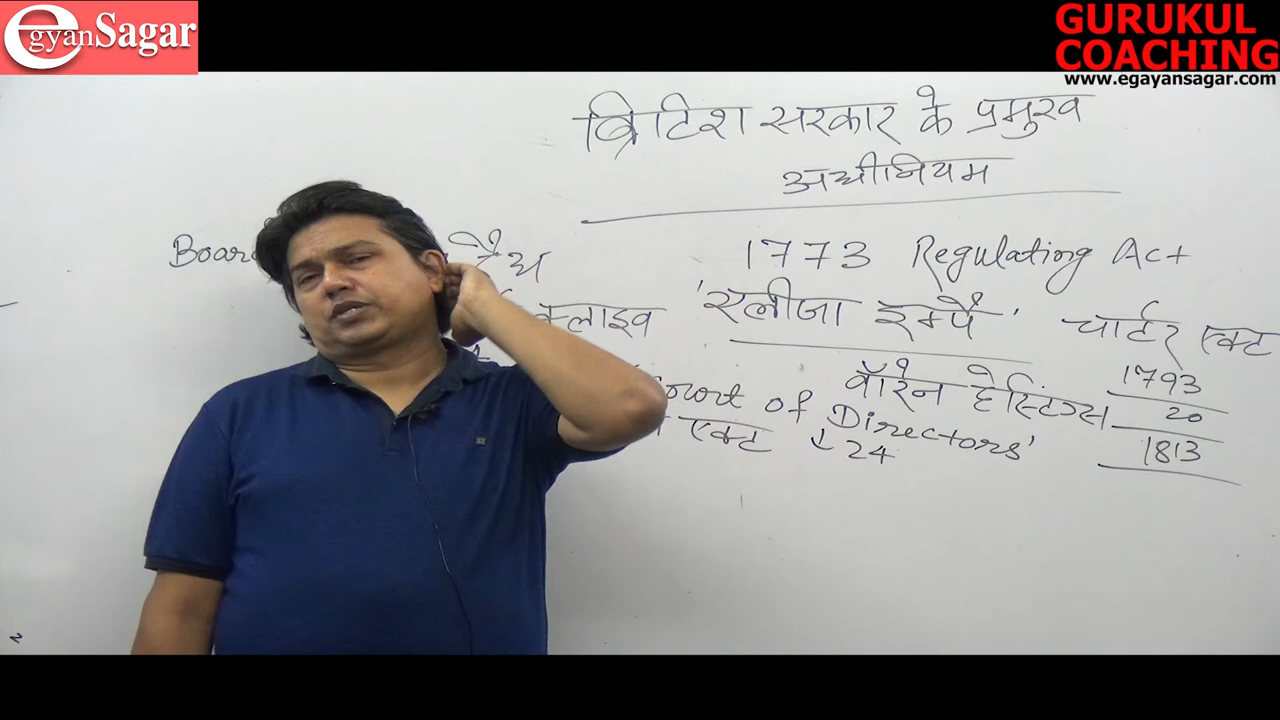 egyanSagar
GURUKUL
COACHING
www.egayansagar.com
ब्रिटिश सरकार के प्रमुख
अधीनियम
1773 Regulating Act
'एलीजा इम्पै' चार्टर एक्ट
क्लाइव
वॉरेन हेस्टिंग्स 1793
20
of Directors'
एक्ट ↓ 24
1813